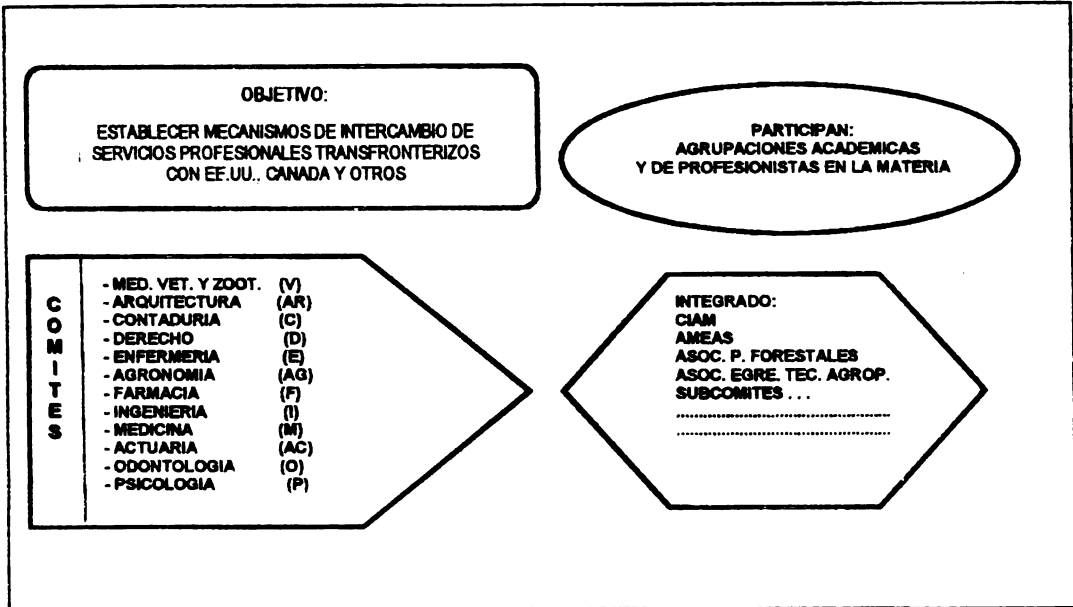 OBJETIVO:
ESTABLECER MECANISMOS DE INTERCAMBIO DE
SERVICIOS PROFESIONALES TRANSFRONTERIZOS
CON EF.UU., CANADA Y OTROS
PARTICIPAN:
AGRUPACIONES ACADEMICAS
Y DE PROFESIONISTAS EN LA MATERIA
COMITES
- MED. VET. Y ZOOT. (V)
- ARQUITECTURA (AR)
- CONTADURIA (C)
- DERECHO (D)
- ENFERMERIA (E)
- AGRONOMIA (AG)
- FARMACIA (F)
- INGENIERIA (I)
- MEDICINA (M)
- ACTUARIA (AC)
- ODONTOLOGIA (O)
- PSICOLOGIA (P)
INTEGRADO:
CIAM
AMEAS
ASOC. P. FORESTALES
ASOC. EGRE. TEC. AGROP.
SUBCOMITES . . .